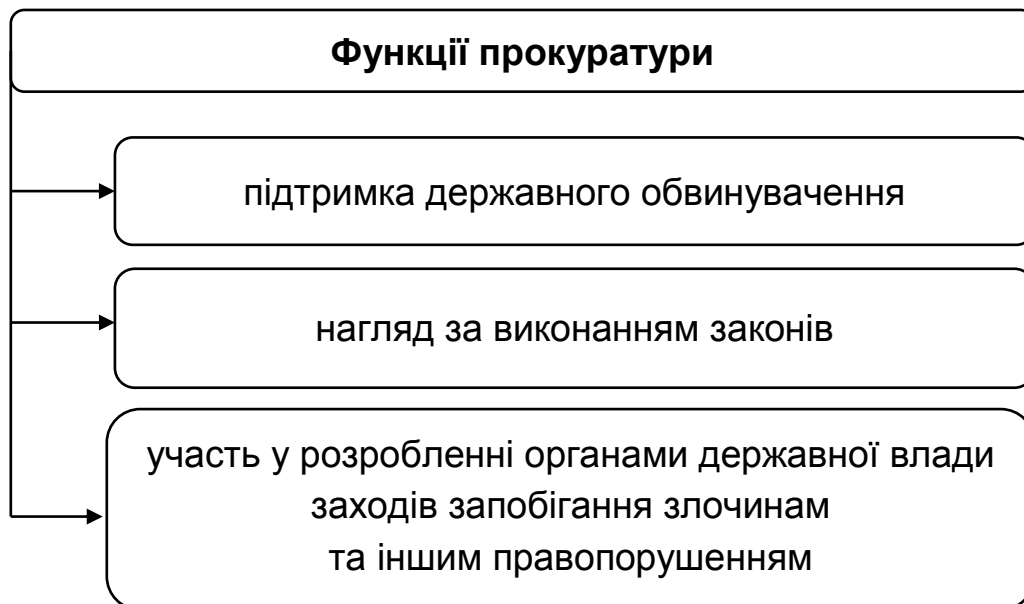 Функції прокуратури
підтримка державного обвинувачення
нагляд за виконанням законів
участь у розробленні органами державної влади
заходів запобігання злочинам
та іншим правопорушенням